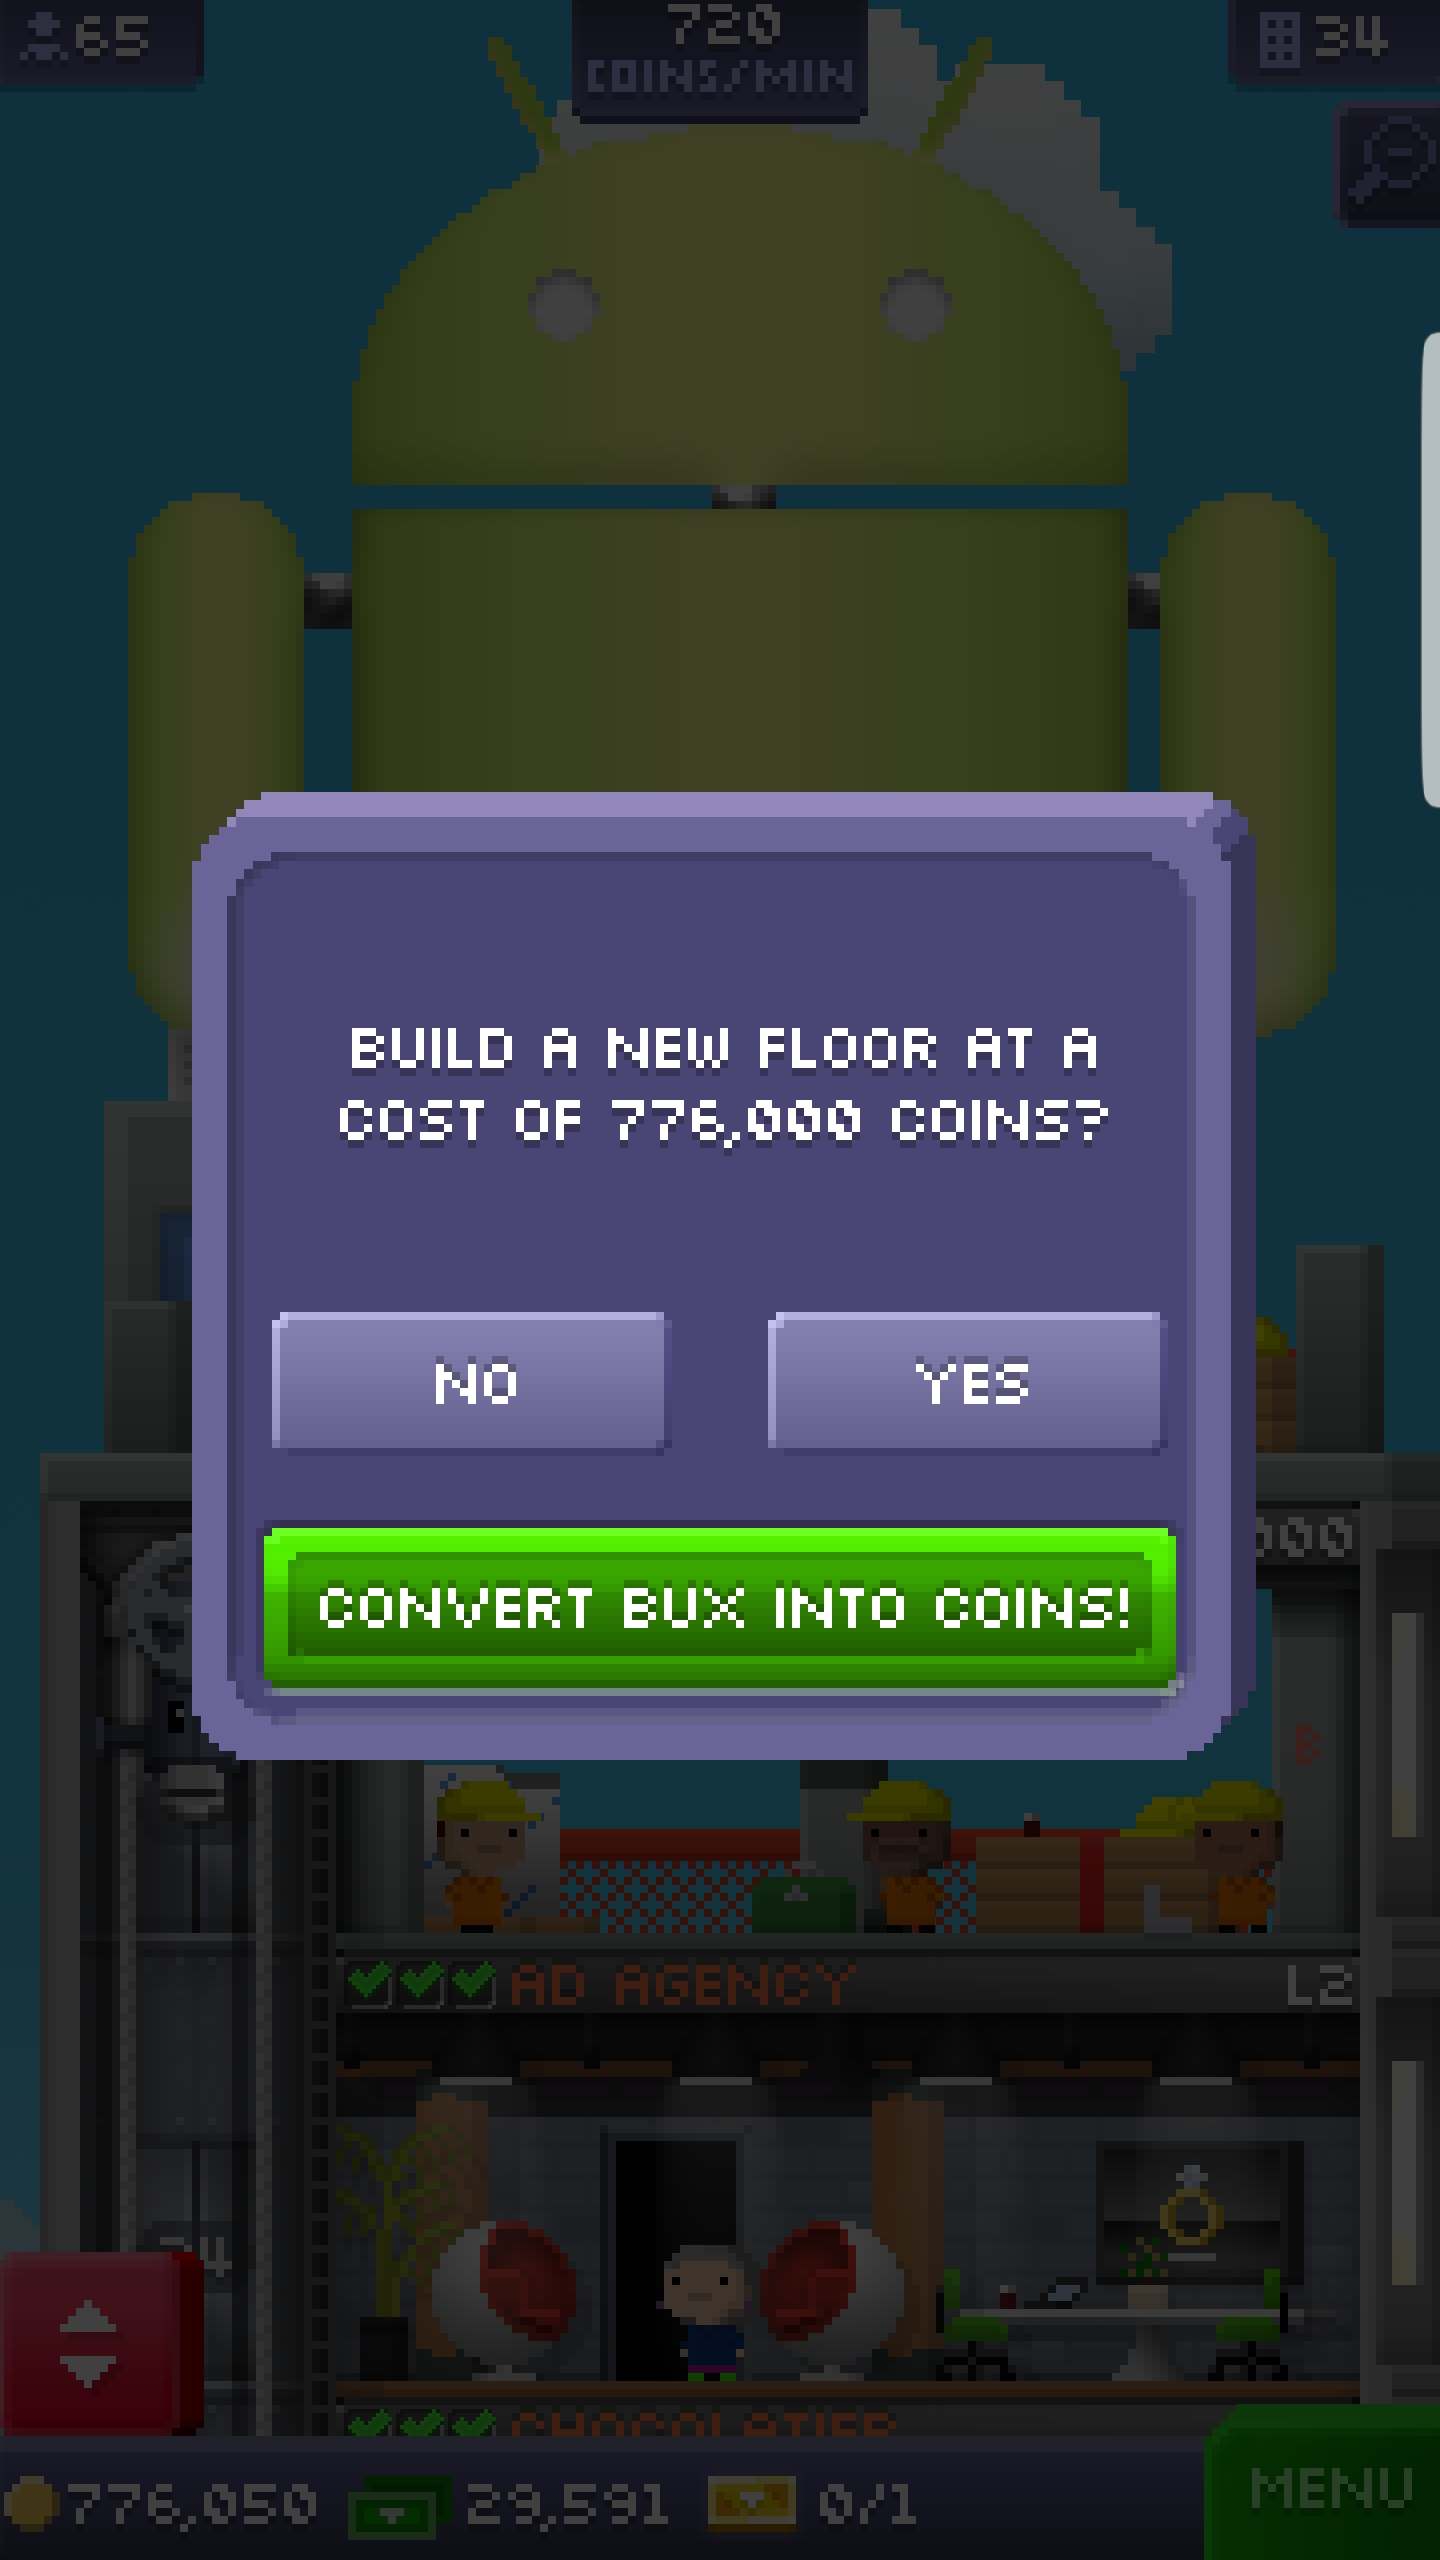 65
720
COINS/MIN
34
BUILD A NEW FLOOR AT A
COST OF 776,000 COINS?
NO
YES
000
CONVERT BUX INTO COINS!
B
AD AGENCY
L2
CHOCOLATIER
776,050
29,591
0/1
MENU